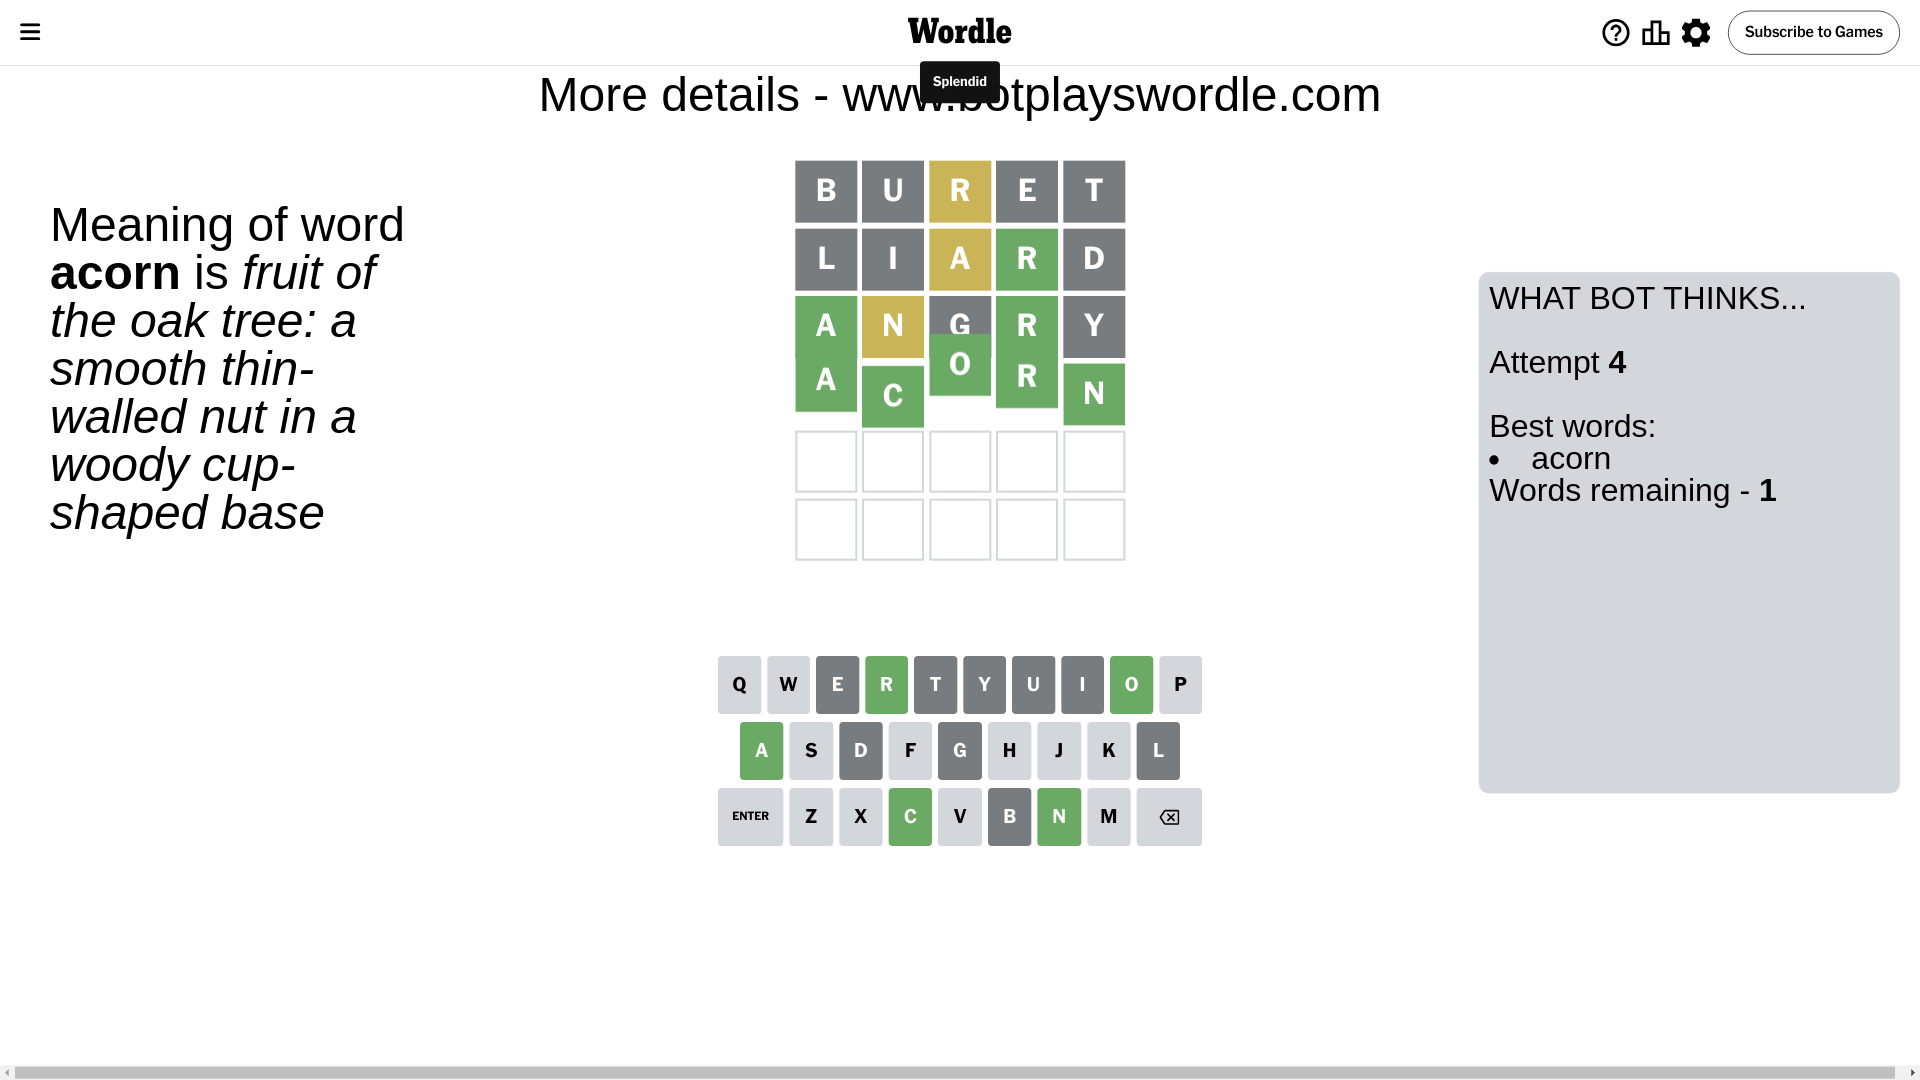 Wordle
Subscribe to Games
Splendid
More details - www.botplayswordle.com
Meaning of word
acorn is fruit of
the oak tree: a
smooth thin-
walled nut in a
woody cup-
shaped base
B U R E T
L I A R D
A N G R Y
A C O R N
WHAT BOT THINKS...
Attempt 4
Best words:
• acorn
Words remaining - 1
Q W E R T Y U I O P
A S D F G H J K L
ENTER Z X C V B N M